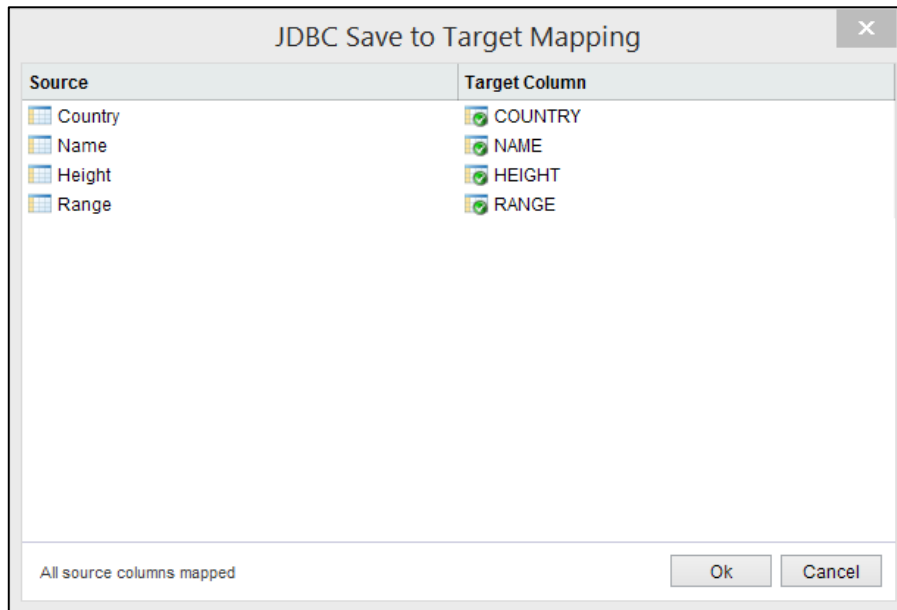 JDBC Save to Target Mapping
Source Target Column
Country COUNTRY
Name NAME
Height HEIGHT
Range RANGE
All source columns mapped Ok Cancel